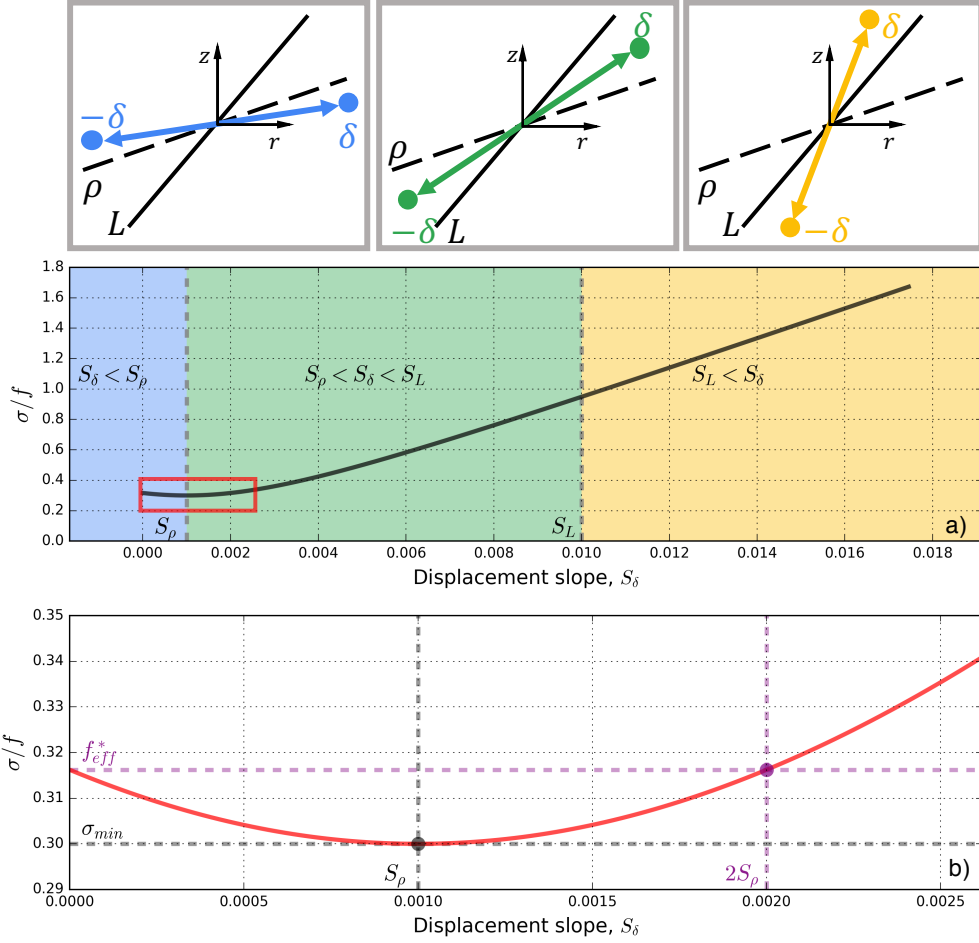 z δ z δ z δ
−δ δ r ρ r r
ρ ρ
L −δ L L −δ
1.8
1.6
1.4
1.2
1.0
0.8
0.6
0.4
0.2
0.0
σ/f
S_δ < S_ρ S_ρ < S_δ < S_L S_L < S_δ
S_ρ S_L a)
0.000 0.002 0.004 0.006 0.008 0.010 0.012 0.014 0.016 0.018
Displacement slope, S_δ
0.35
0.34
0.33
0.32
0.31
0.30
0.29
σ/f
f*_eff
σ_min
S_ρ 2S_ρ b)
0.0000 0.0005 0.0010 0.0015 0.0020 0.0025
Displacement slope, S_δ